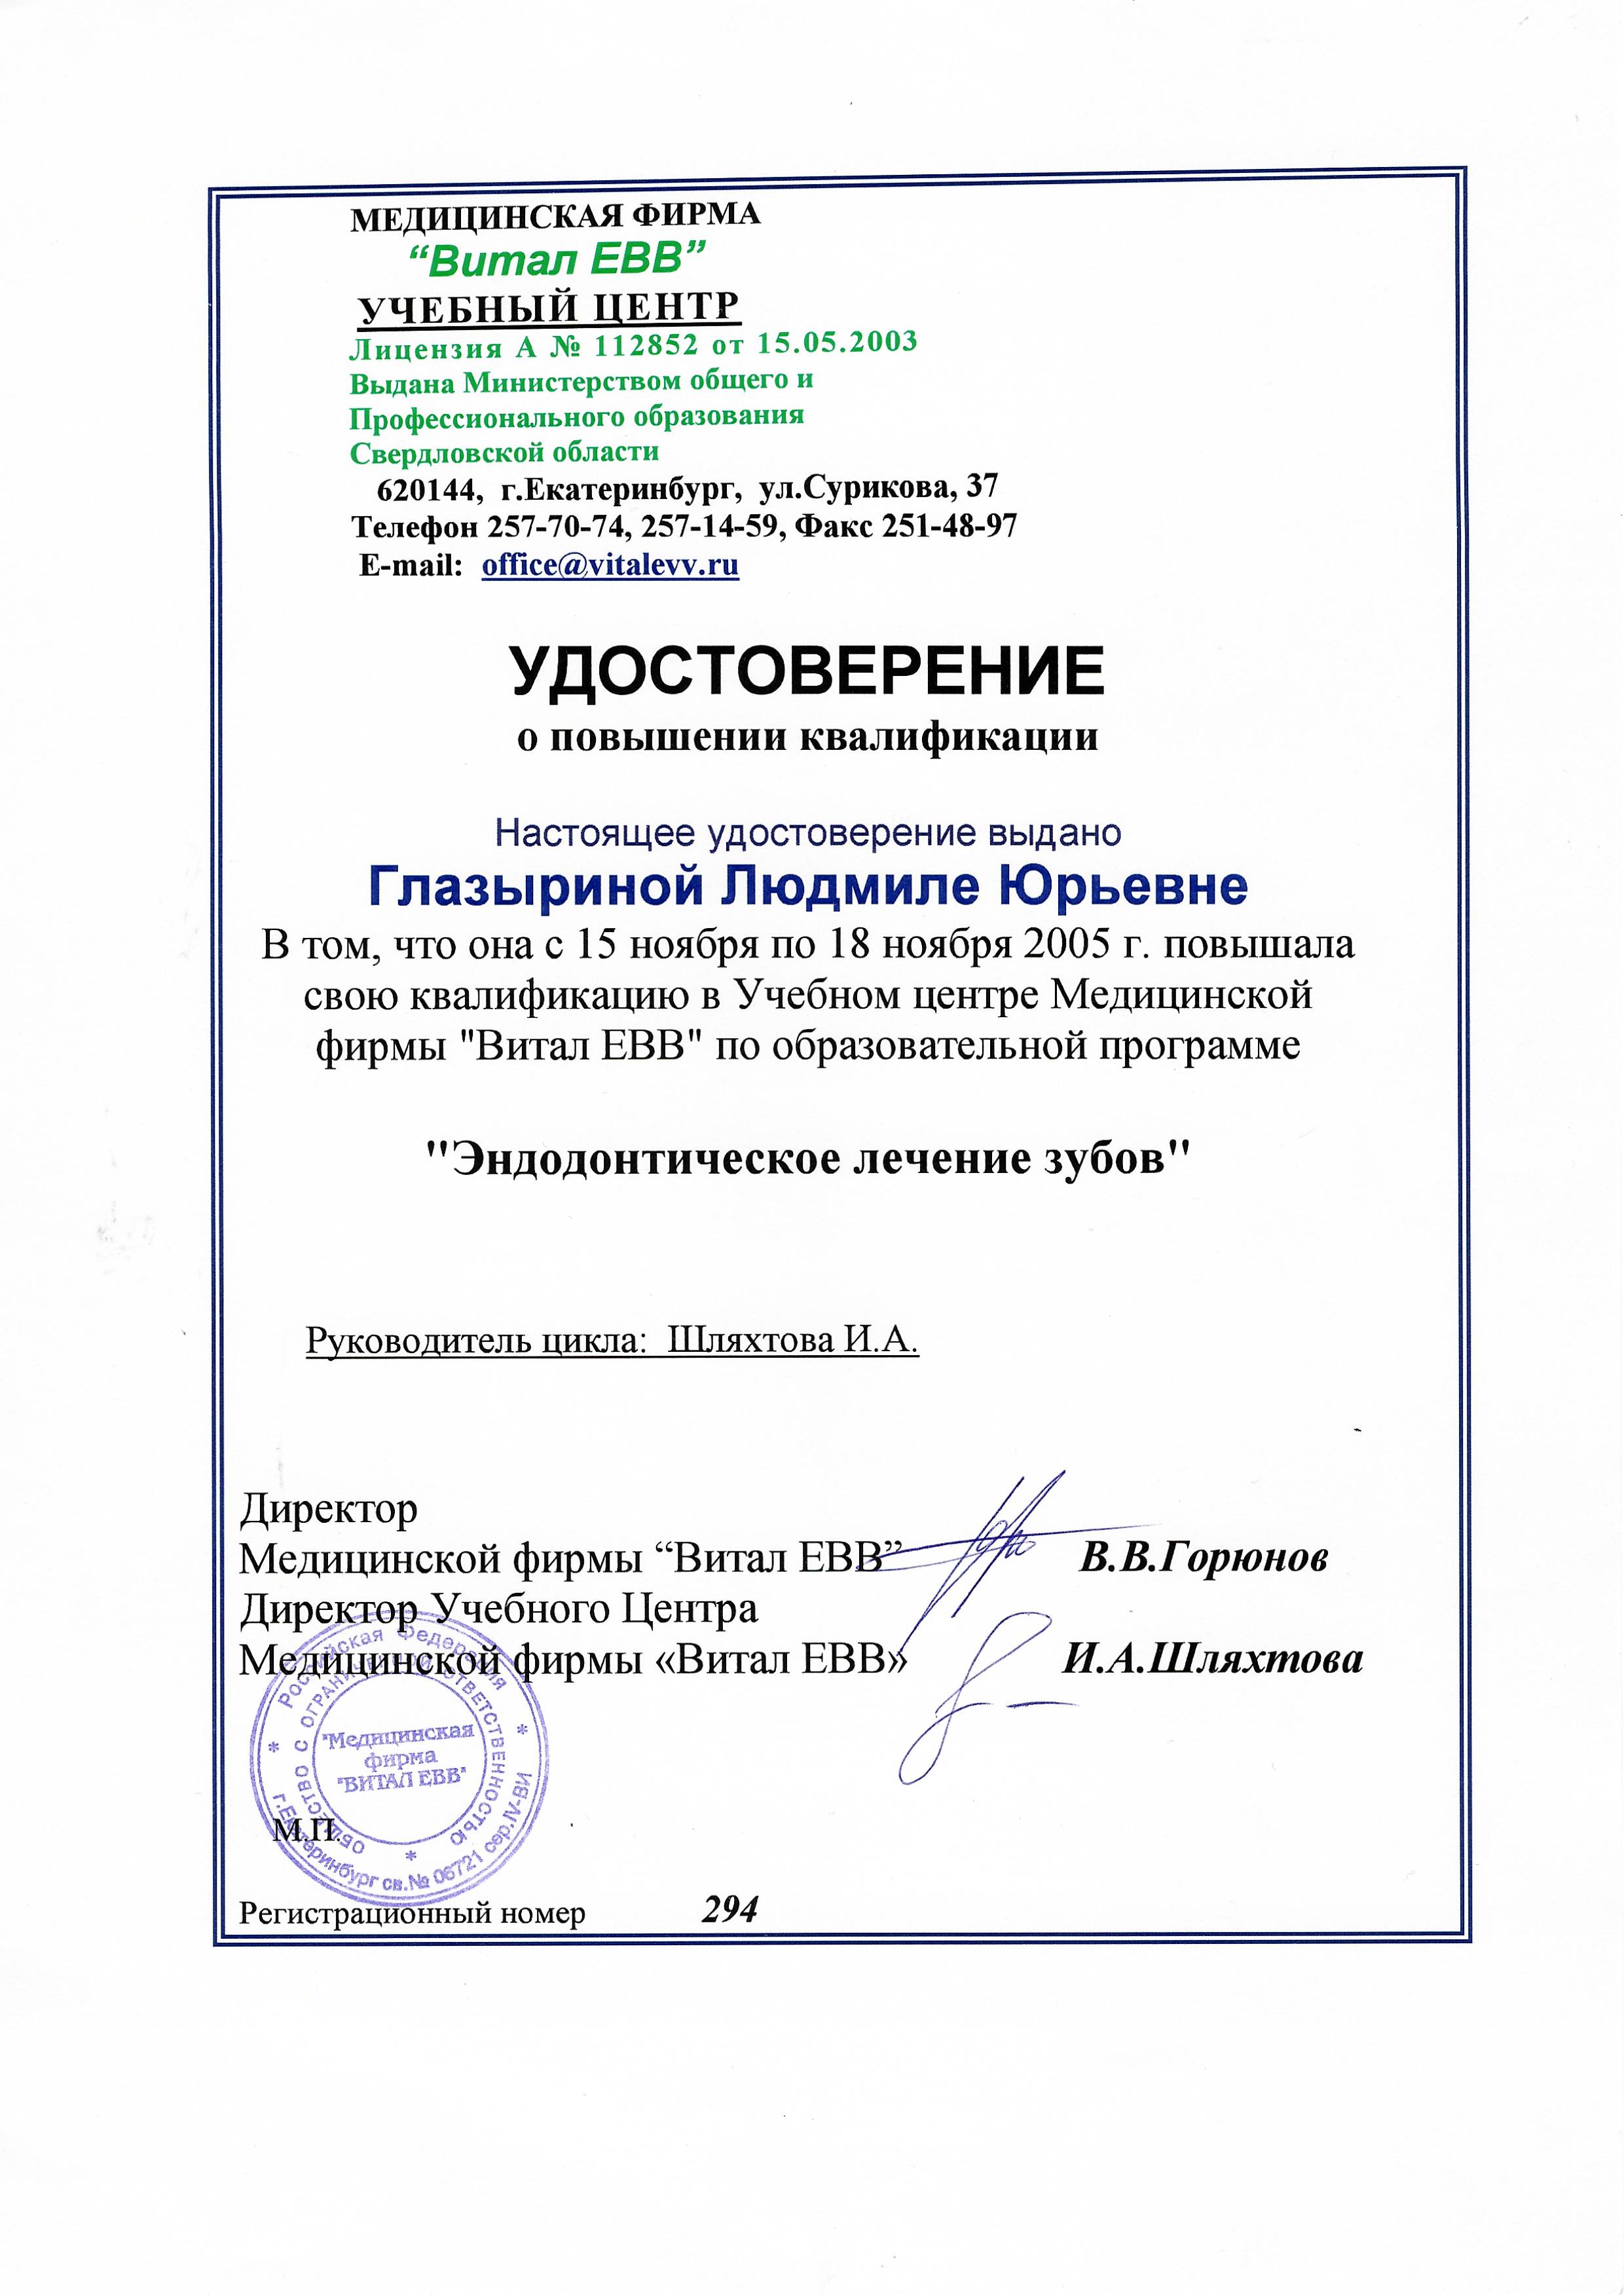 МЕДИЦИНСКАЯ ФИРМА
“Витал ЕВВ”
УЧЕБНЫЙ ЦЕНТР
Лицензия А № 112852 от 15.05.2003
Выдана Министерством общего и
Профессионального образования
Свердловской области
620144, г.Екатеринбург, ул.Сурикова, 37
Телефон 257-70-74, 257-14-59, Факс 251-48-97
E-mail: office@vitalevv.ru
УДОСТОВЕРЕНИЕ
о повышении квалификации
Настоящее удостоверение выдано
Глазыриной Людмиле Юрьевне
В том, что она с 15 ноября по 18 ноября 2005 г. повышала
свою квалификацию в Учебном центре Медицинской
фирмы "Витал ЕВВ" по образовательной программе
"Эндодонтическое лечение зубов"
Руководитель цикла: Шляхтова И.А.
Директор
Медицинской фирмы “Витал ЕВВ” В.В.Горюнов
Директор Учебного Центра
Медицинской фирмы «Витал ЕВВ» И.А.Шляхтова
Российская Федерация
ОБЩЕСТВО С ОГРАНИЧЕННОЙ ОТВЕТСТВЕННОСТЬЮ
"Медицинская
фирма
"ВИТАЛ ЕВВ"
г.Екатеринбург св.№ 06721 сер.IV-ВИ
М.П.
Регистрационный номер 294